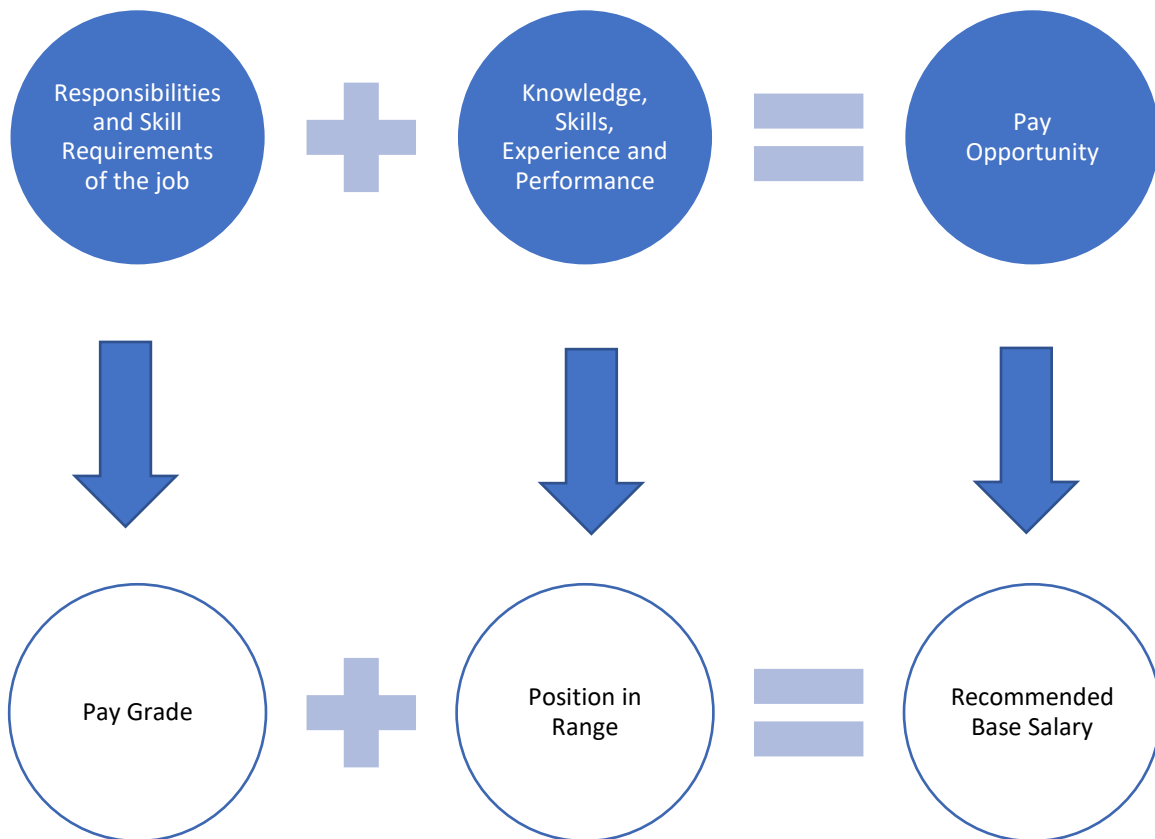 Responsibilities
and Skill
Requirements
of the job
Knowledge,
Skills,
Experience and
Performance
Pay
Opportunity
Pay Grade
Position in
Range
Recommended
Base Salary